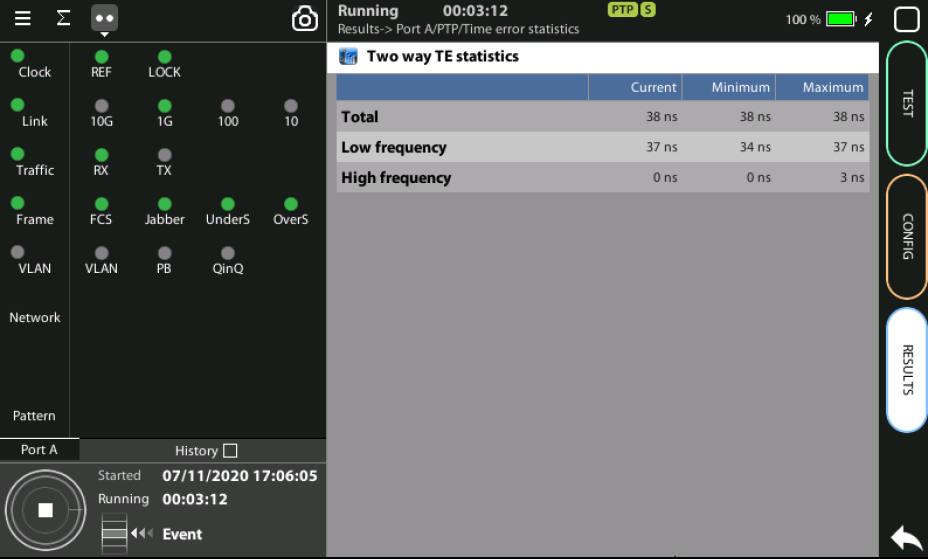 Σ
Clock REF LOCK
Link 10G 1G 100 10
Traffic RX TX
Frame FCS Jabber UnderS OverS
VLAN VLAN PB QinQ
Network
Pattern
Port A History
Started 07/11/2020 17:06:05
Running 00:03:12
Event
Running 00:03:12 PTP S 100 %
Results-> Port A/PTP/Time error statistics
Two way TE statistics
Current Minimum Maximum
Total 38 ns 38 ns 38 ns
Low frequency 37 ns 34 ns 37 ns
High frequency 0 ns 0 ns 3 ns
TEST
CONFIG
RESULTS